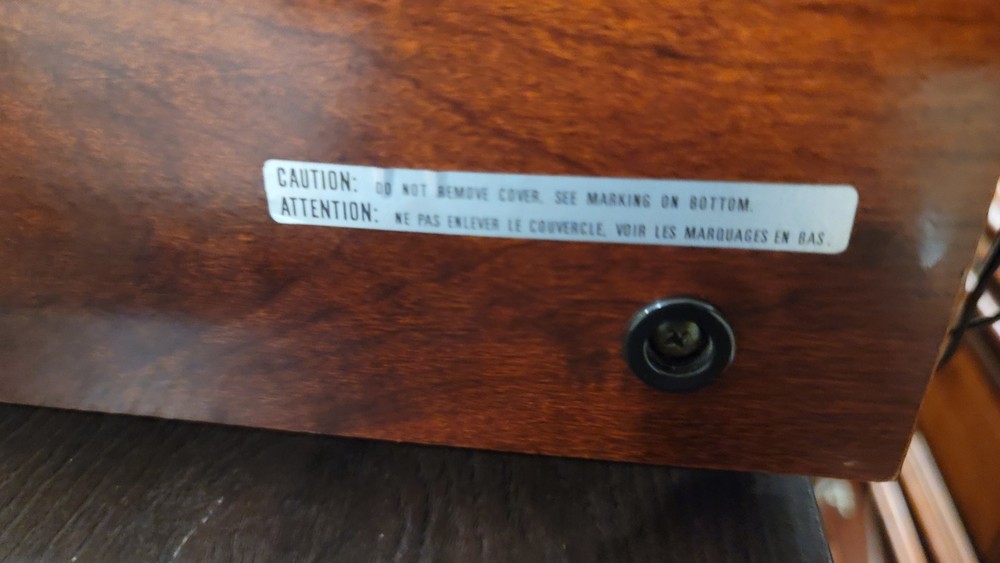 CAUTION: DO NOT REMOVE COVER. SEE MARKING ON BOTTOM.
ATTENTION: NE PAS ENLEVER LE COUVERCLE, VOIR LES MARQUAGES EN BAS.